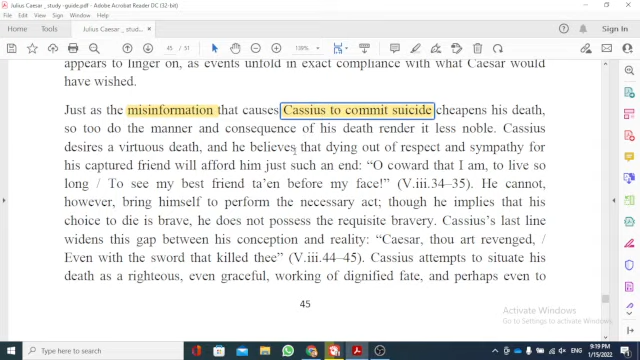 Julius Caesar_ study -guide.pdf - Adobe Acrobat Reader DC (32-bit)
File Edit View Sign Window Help
Home Tools Julius Caesar_ study ...
Sign In
45 / 51
139%
appears to linger on, as events unfold in exact compliance with what Caesar would
have wished.
Just as the misinformation that causes Cassius to commit suicide cheapens his death,
so too do the manner and consequence of his death render it less noble. Cassius
desires a virtuous death, and he believes that dying out of respect and sympathy for
his captured friend will afford him just such an end: “O coward that I am, to live so
long / To see my best friend ta’en before my face!” (V.iii.34–35). He cannot,
however, bring himself to perform the necessary act; though he implies that his
choice to die is brave, he does not possess the requisite bravery. Cassius’s last line
widens this gap between his conception and reality: “Caesar, thou art revenged, /
Even with the sword that killed thee” (V.iii.44–45). Cassius attempts to situate his
death as a righteous, even graceful, working of dignified fate, and perhaps even to
45
Activate Windows
Go to Settings to activate Windows.
ENG
9:19 PM
1/15/2022